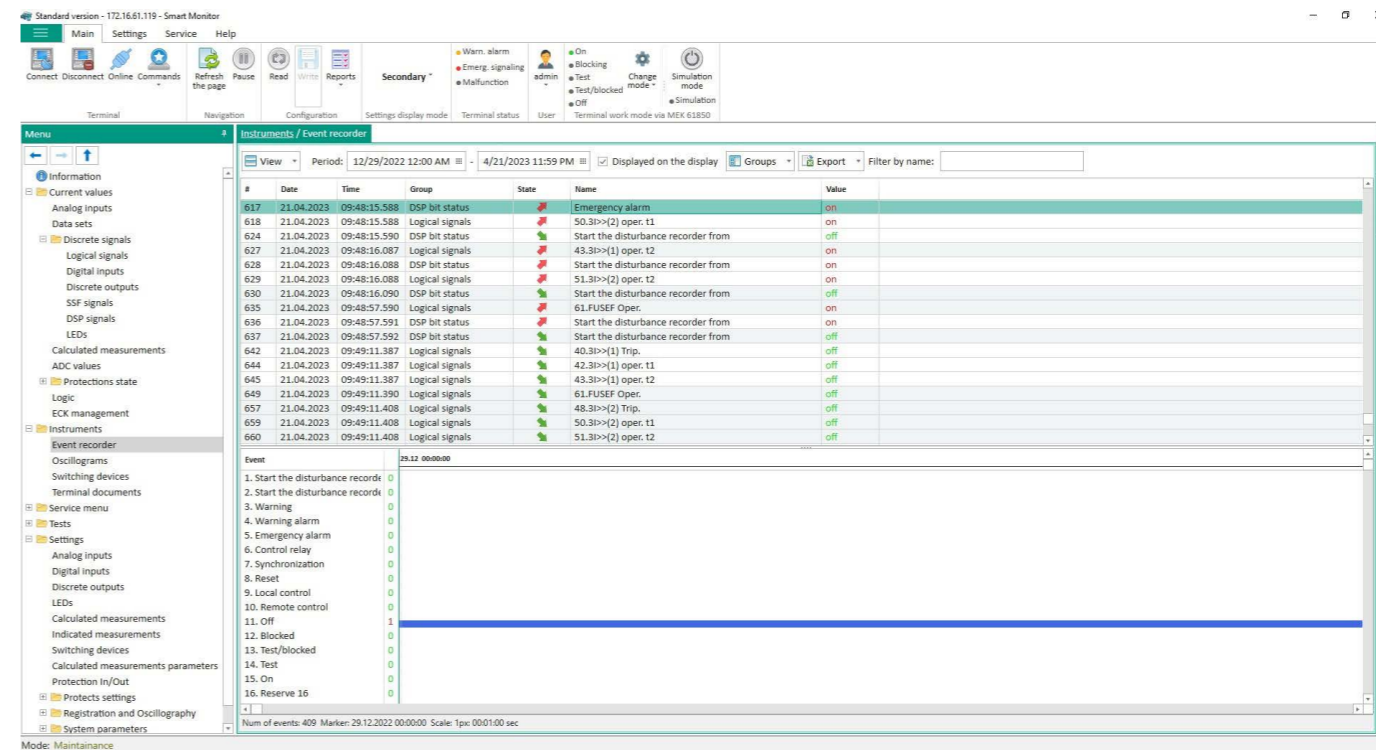 Standard version - 172.16.61.119 - Smart Monitor
Main Settings Service Help
Connect Disconnect Online Commands
Terminal
Refresh the page Pause
Navigation
Read Write Reports
Configuration
Secondary
Settings display mode
Warn. alarm
Emerg. signaling
Malfunction
Terminal status
admin
User
On
Blocking
Test
Test/blocked
Off
Change mode
Simulation mode
Simulation
Terminal work mode via MEK 61850
Menu
Information
Current values
Analog inputs
Data sets
Discrete signals
Logical signals
Digital inputs
Discrete outputs
SSF signals
DSP signals
LEDs
Calculated measurements
ADC values
Protections state
Logic
ECK management
Instruments
Event recorder
Oscillograms
Switching devices
Terminal documents
Service menu
Tests
Settings
Analog inputs
Digital Inputs
Discrete outputs
LEDs
Calculated measurements
Indicated measurements
Switching devices
Calculated measurements parameters
Protection In/Out
Protects settings
Registration and Oscillography
System parameters
Instruments / Event recorder
View Period: 12/29/2022 12:00 AM - 4/21/2023 11:59 PM Displayed on the display Groups Export Filter by name:
# Date Time Group State Name Value
617 21.04.2023 09:48:15.588 DSP bit status Emergency alarm on
618 21.04.2023 09:48:15.588 Logical signals 50.3I>>(2) oper. t1 on
624 21.04.2023 09:48:15.590 DSP bit status Start the disturbance recorder from off
627 21.04.2023 09:48:16.087 Logical signals 43.3I>>(1) oper. t2 on
628 21.04.2023 09:48:16.088 DSP bit status Start the disturbance recorder from on
629 21.04.2023 09:48:16.088 Logical signals 51.3I>>(2) oper. t2 on
630 21.04.2023 09:48:16.090 DSP bit status Start the disturbance recorder from off
635 21.04.2023 09:48:57.590 Logical signals 61.FUSEF Oper. on
636 21.04.2023 09:48:57.591 DSP bit status Start the disturbance recorder from on
637 21.04.2023 09:48:57.592 DSP bit status Start the disturbance recorder from off
642 21.04.2023 09:49:11.387 Logical signals 40.3I>>(1) Trip. off
644 21.04.2023 09:49:11.387 Logical signals 42.3I>>(1) oper. t1 off
645 21.04.2023 09:49:11.387 Logical signals 43.3I>>(1) oper. t2 off
649 21.04.2023 09:49:11.390 Logical signals 61.FUSEF Oper. off
657 21.04.2023 09:49:11.408 Logical signals 48.3I>>(2) Trip. off
659 21.04.2023 09:49:11.408 Logical signals 50.3I>>(2) oper. t1 off
660 21.04.2023 09:49:11.408 Logical signals 51.3I>>(2) oper. t2 off
Event 29.12 00:00:00
1. Start the disturbance recorde 0
2. Start the disturbance recorde 0
3. Warning 0
4. Warning alarm 0
5. Emergency alarm 0
6. Control relay 0
7. Synchronization 0
8. Reset 0
9. Local control 0
10. Remote control 0
11. Off 1
12. Blocked 0
13. Test/blocked 0
14. Test 0
15. On 0
16. Reserve 16 0
Num of events: 409 Marker: 29.12.2022 00:00:00 Scale: 1px: 00:01:00 sec
Mode: Maintainance